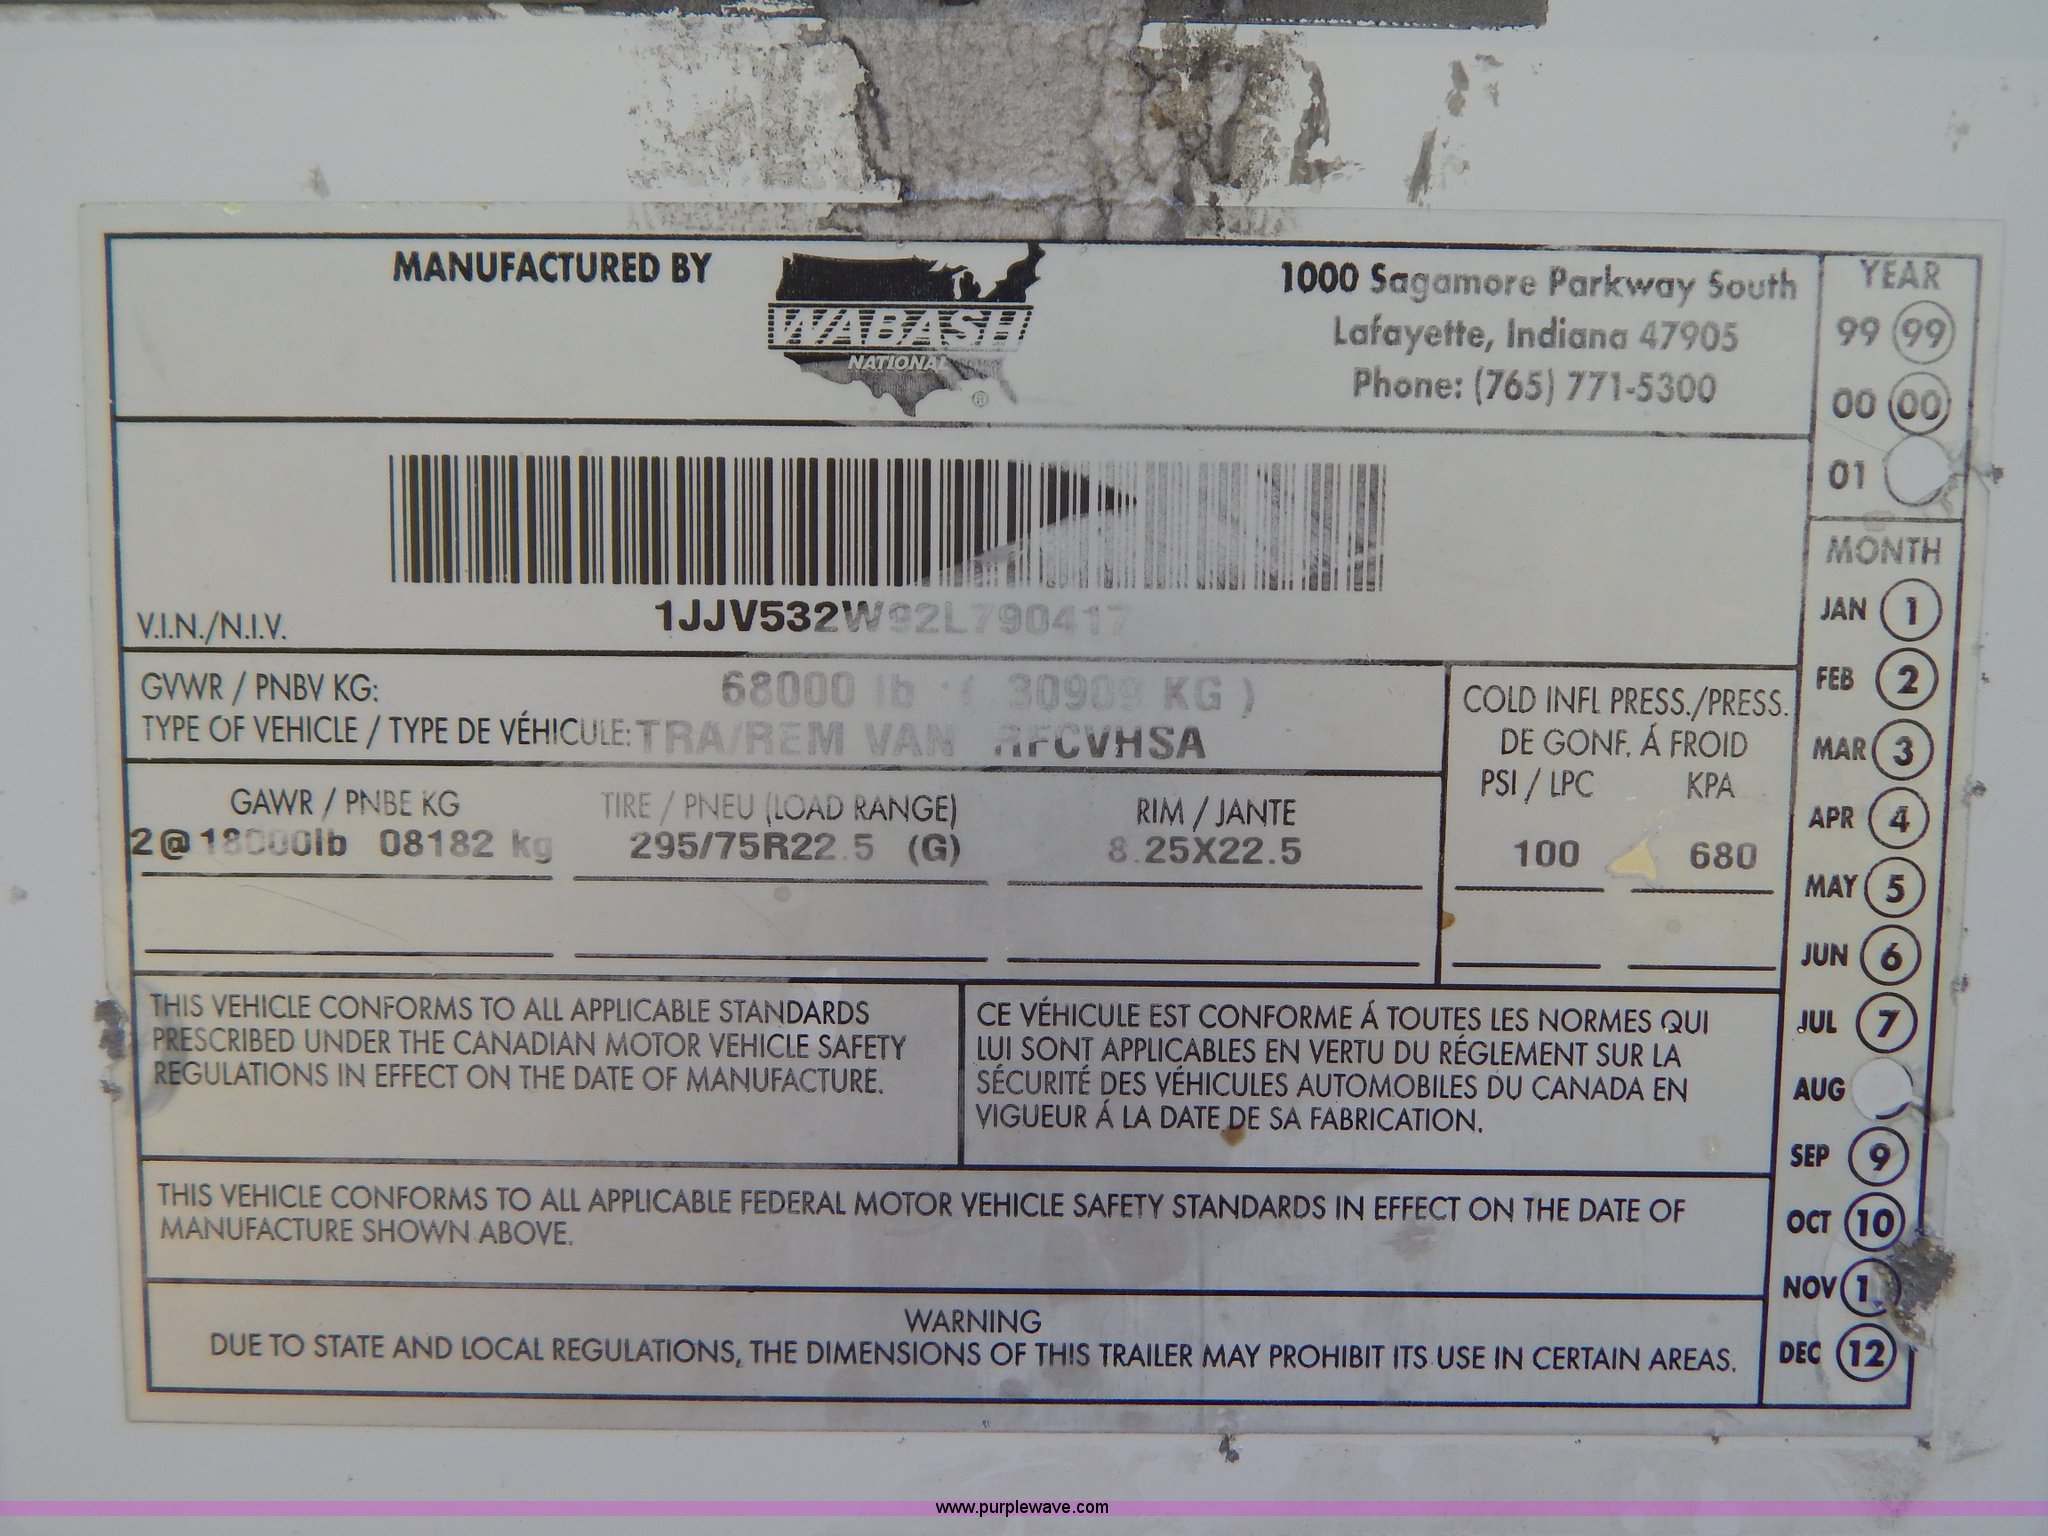 MANUFACTURED BY
WABASH
NATIONAL
®
1000 Sagamore Parkway South
Lafayette, Indiana 47905
Phone: (765) 771-5300
YEAR
99 99
00 00
01
V.I.N./N.I.V. 1JJV532W92L790417
GVWR / PNBV KG: 68000 lb ( 30909 KG )
TYPE OF VEHICLE / TYPE DE VÉHICULE: TRA/REM VAN RFCVHSA
GAWR / PNBE KG TIRE / PNEU (LOAD RANGE) RIM / JANTE
2@18000lb 08182 kg 295/75R22.5 (G) 8.25X22.5
COLD INFL PRESS./PRESS.
DE GONF. Á FROID
PSI / LPC KPA
100 680
MONTH
JAN 1
FEB 2
MAR 3
APR 4
MAY 5
JUN 6
JUL 7
AUG
SEP 9
OCT 10
NOV 1
DEC 12
THIS VEHICLE CONFORMS TO ALL APPLICABLE STANDARDS
PRESCRIBED UNDER THE CANADIAN MOTOR VEHICLE SAFETY
REGULATIONS IN EFFECT ON THE DATE OF MANUFACTURE.
CE VÉHICULE EST CONFORME Á TOUTES LES NORMES QUI
LUI SONT APPLICABLES EN VERTU DU RÉGLEMENT SUR LA
SÉCURITÉ DES VÉHICULES AUTOMOBILES DU CANADA EN
VIGUEUR Á LA DATE DE SA FABRICATION.
THIS VEHICLE CONFORMS TO ALL APPLICABLE FEDERAL MOTOR VEHICLE SAFETY STANDARDS IN EFFECT ON THE DATE OF
MANUFACTURE SHOWN ABOVE.
WARNING
DUE TO STATE AND LOCAL REGULATIONS, THE DIMENSIONS OF THIS TRAILER MAY PROHIBIT ITS USE IN CERTAIN AREAS.
www.purplewave.com